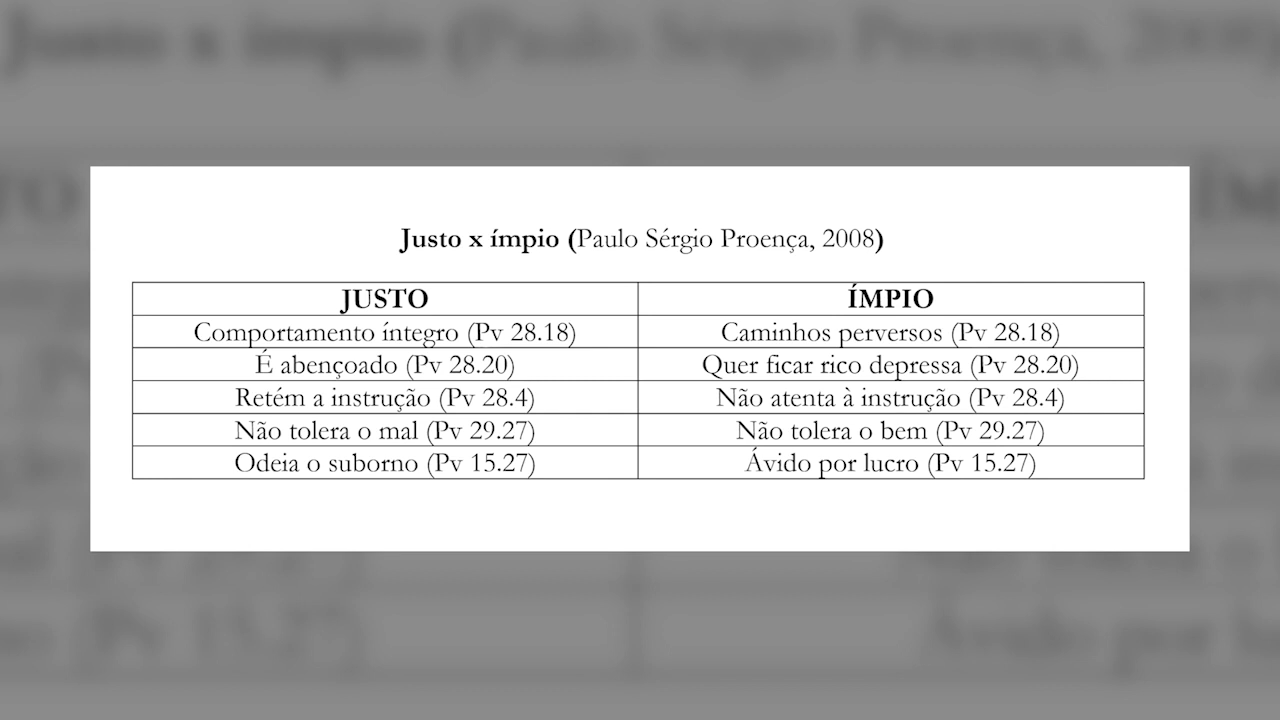 Justo x ímpio (Paulo Sérgio Proença, 2008)
JUSTO ÍMPIO
Comportamento íntegro (Pv 28.18) Caminhos perversos (Pv 28.18)
É abençoado (Pv 28.20) Quer ficar rico depressa (Pv 28.20)
Retém a instrução (Pv 28.4) Não atenta à instrução (Pv 28.4)
Não tolera o mal (Pv 29.27) Não tolera o bem (Pv 29.27)
Odeia o suborno (Pv 15.27) Ávido por lucro (Pv 15.27)